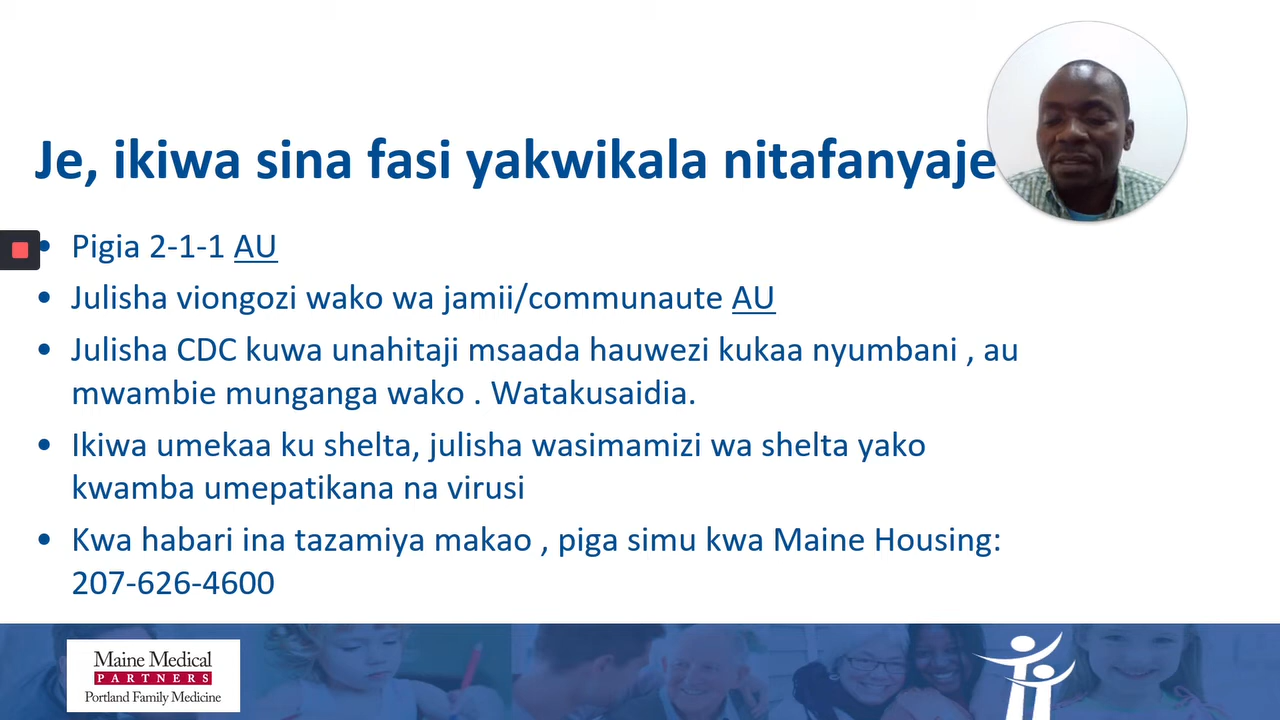 Je, ikiwa sina fasi yakwikala nitafanyaje
• Pigia 2-1-1 AU
• Julisha viongozi wako wa jamii/communaute AU
• Julisha CDC kuwa unahitaji msaada hauwezi kukaa nyumbani , au
mwambie munganga wako . Watakusaidia.
• Ikiwa umekaa ku shelta, julisha wasimamizi wa shelta yako
kwamba umepatikana na virusi
• Kwa habari ina tazamiya makao , piga simu kwa Maine Housing:
207-626-4600
Maine Medical
PARTNERS
Portland Family Medicine